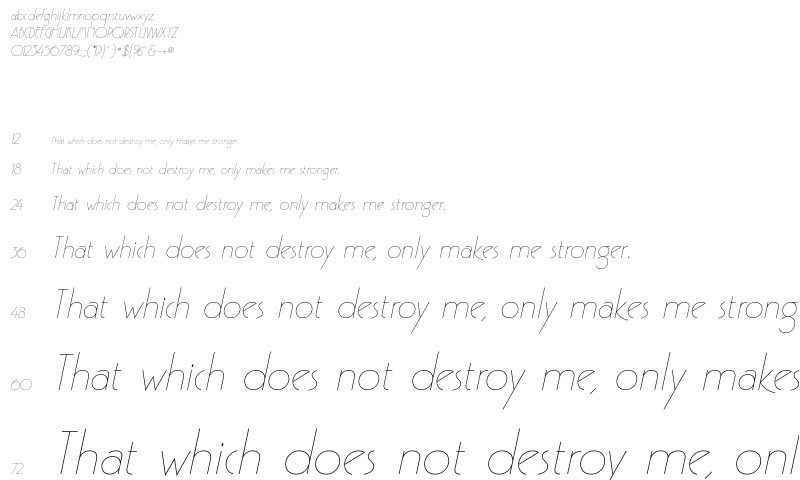 abcdefghijklmnopqrstuvwxyz
ABCDEFGHIJKLMNOPQRSTUVWXYZ
0123456789.:,;(*!?}^)*${%^&-+@
12 That which does not destroy me, only makes me stronger.
18 That which does not destroy me, only makes me stronger.
24 That which does not destroy me, only makes me stronger.
36 That which does not destroy me, only makes me stronger.
48 That which does not destroy me, only makes me strong
60 That which does not destroy me, only makes
72 That which does not destroy me, onl